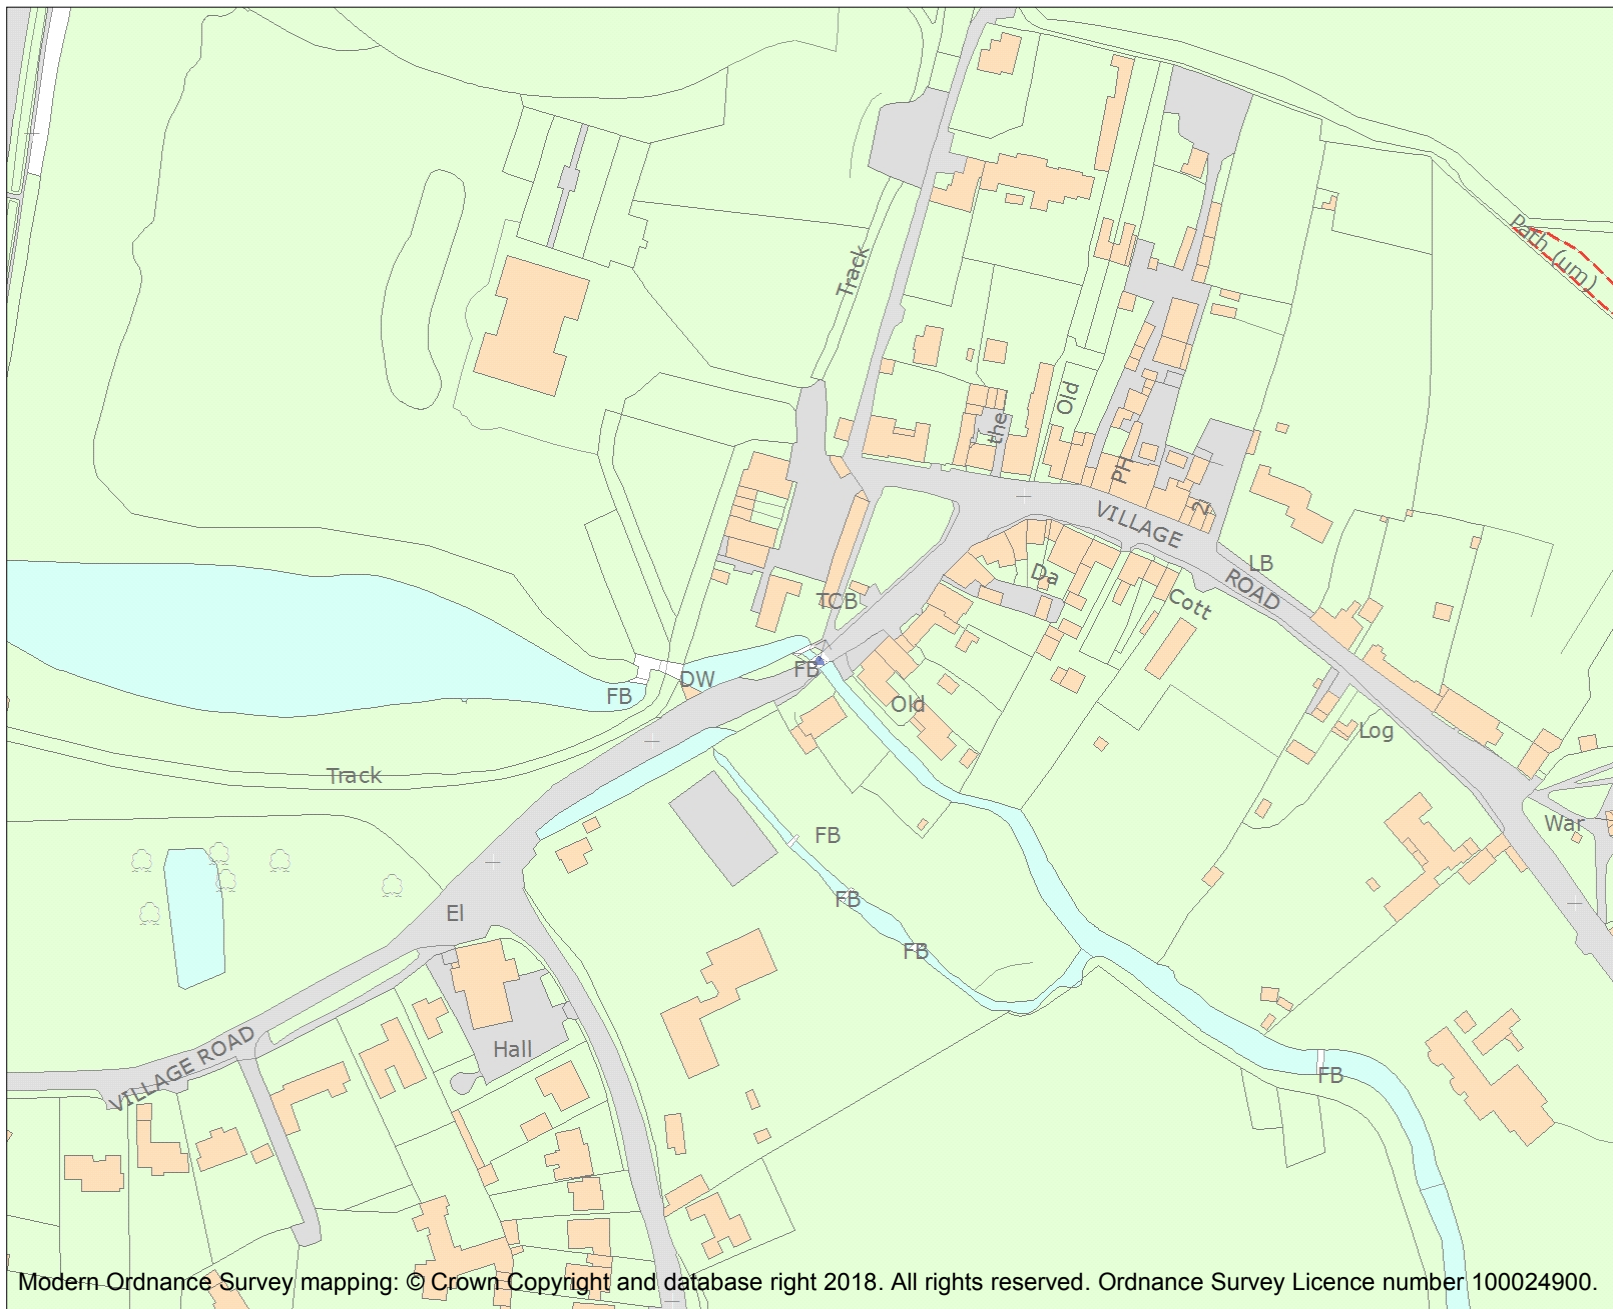 Path (um)
Track
Old
the
PH
2
VILLAGE
ROAD
LB
Da
Cott
TCB
FB
DW
FB
Old
Log
Track
FB
War
FB
El
FB
VILLAGE ROAD
Hall
FB
Modern Ordnance Survey mapping: © Crown Copyright and database right 2018. All rights reserved. Ordnance Survey Licence number 100024900.